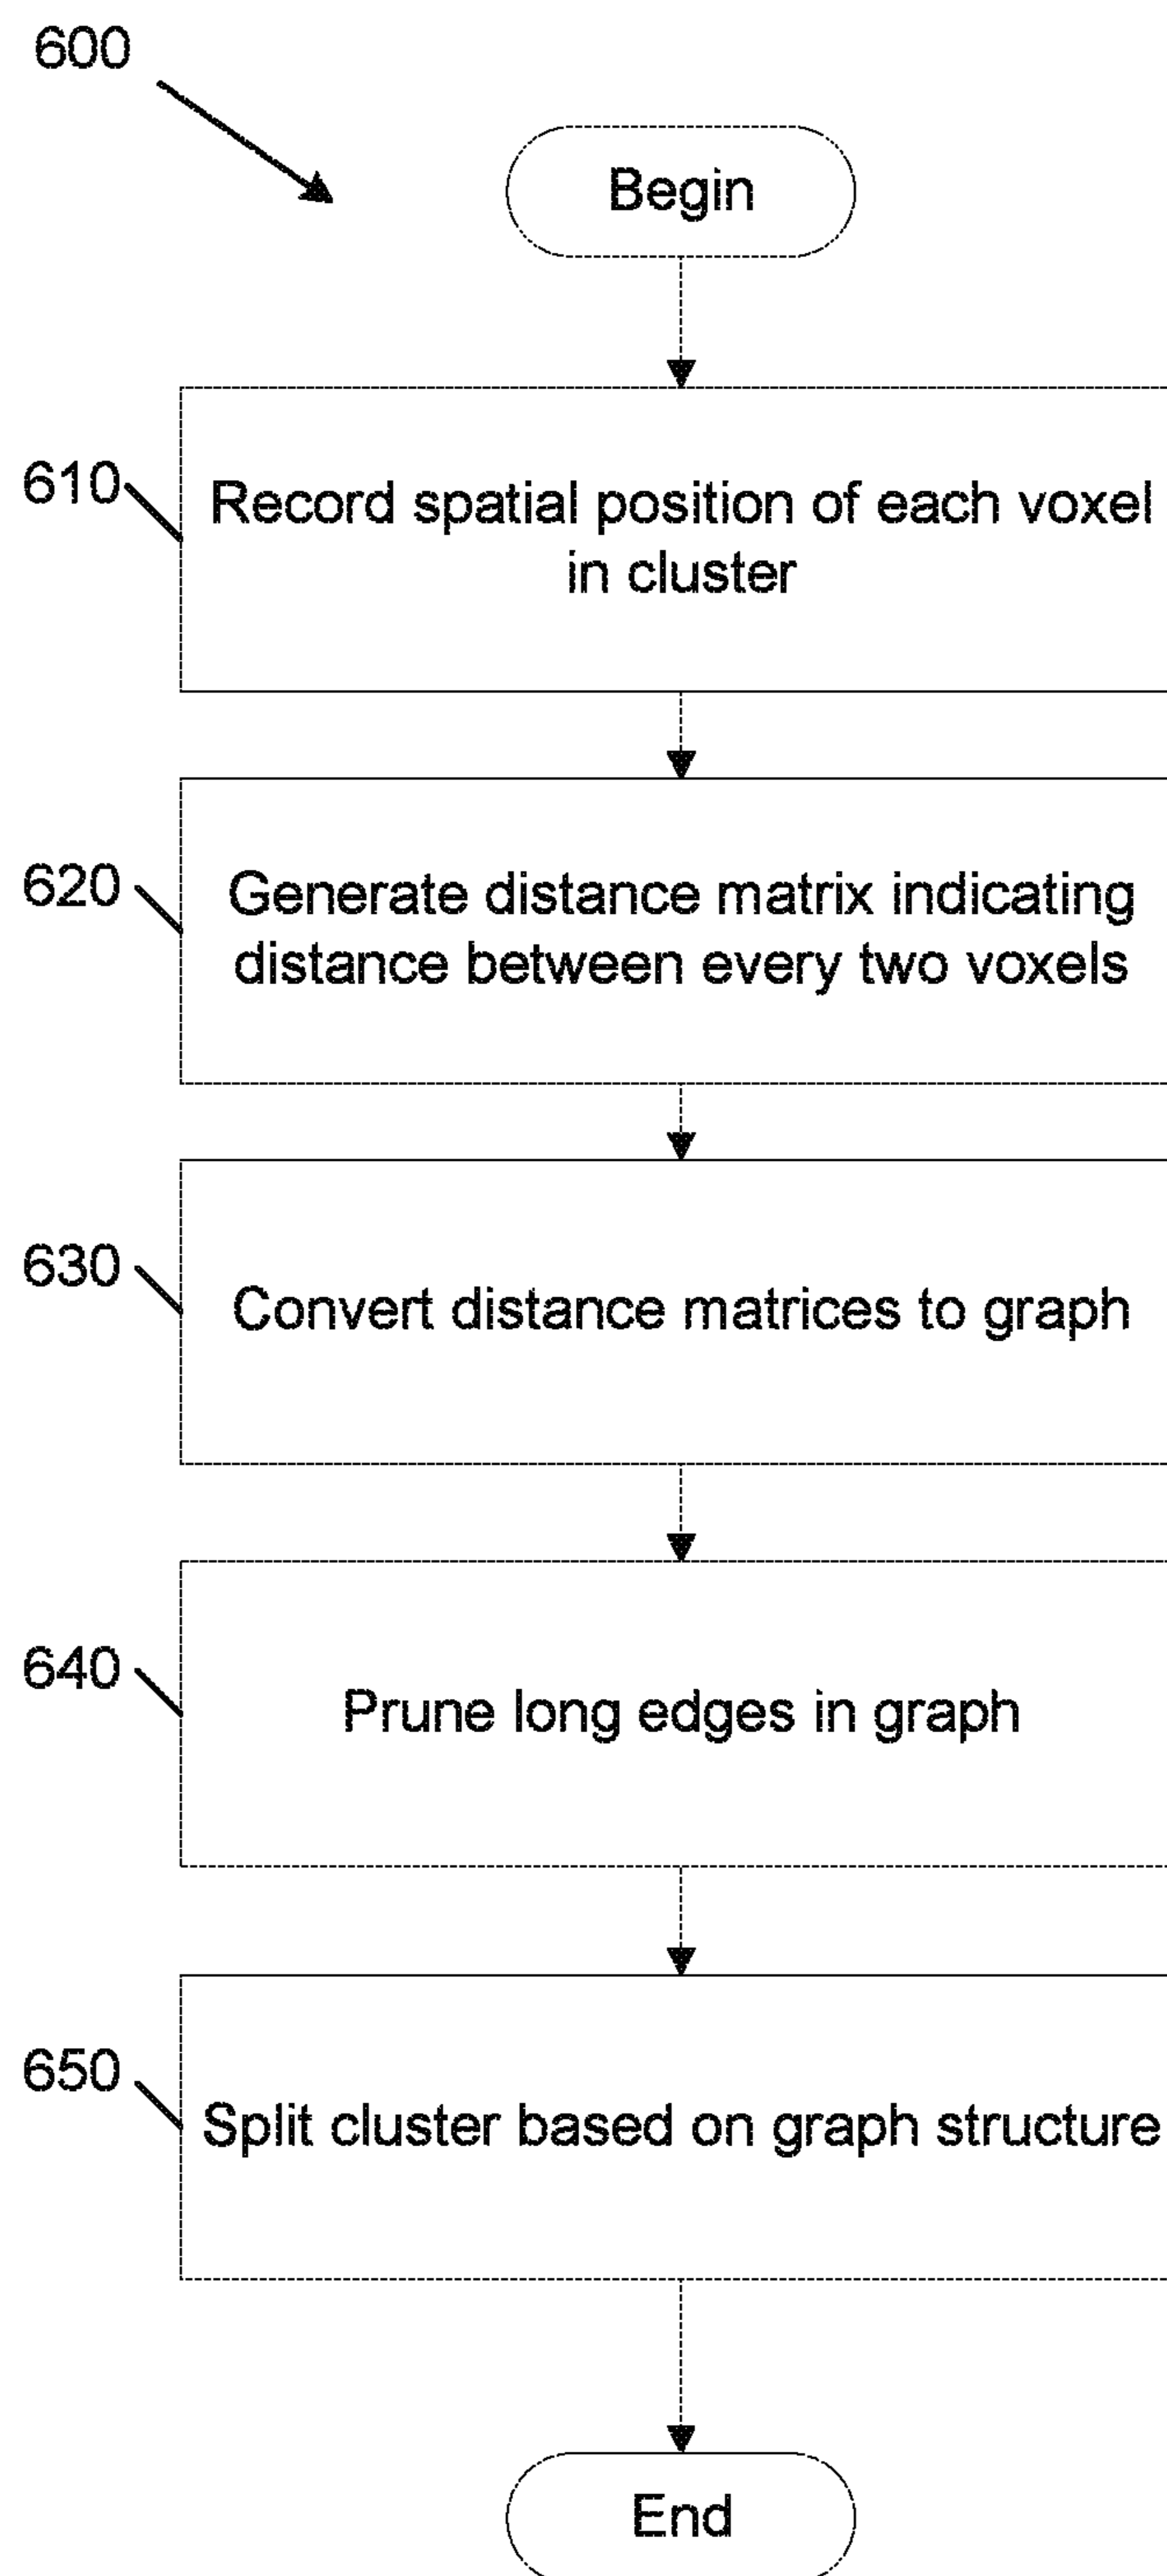 600
Begin
610
Record spatial position of each voxel
in cluster
620
Generate distance matrix indicating
distance between every two voxels
630
Convert distance matrices to graph
640
Prune long edges in graph
650
Split cluster based on graph structure
End